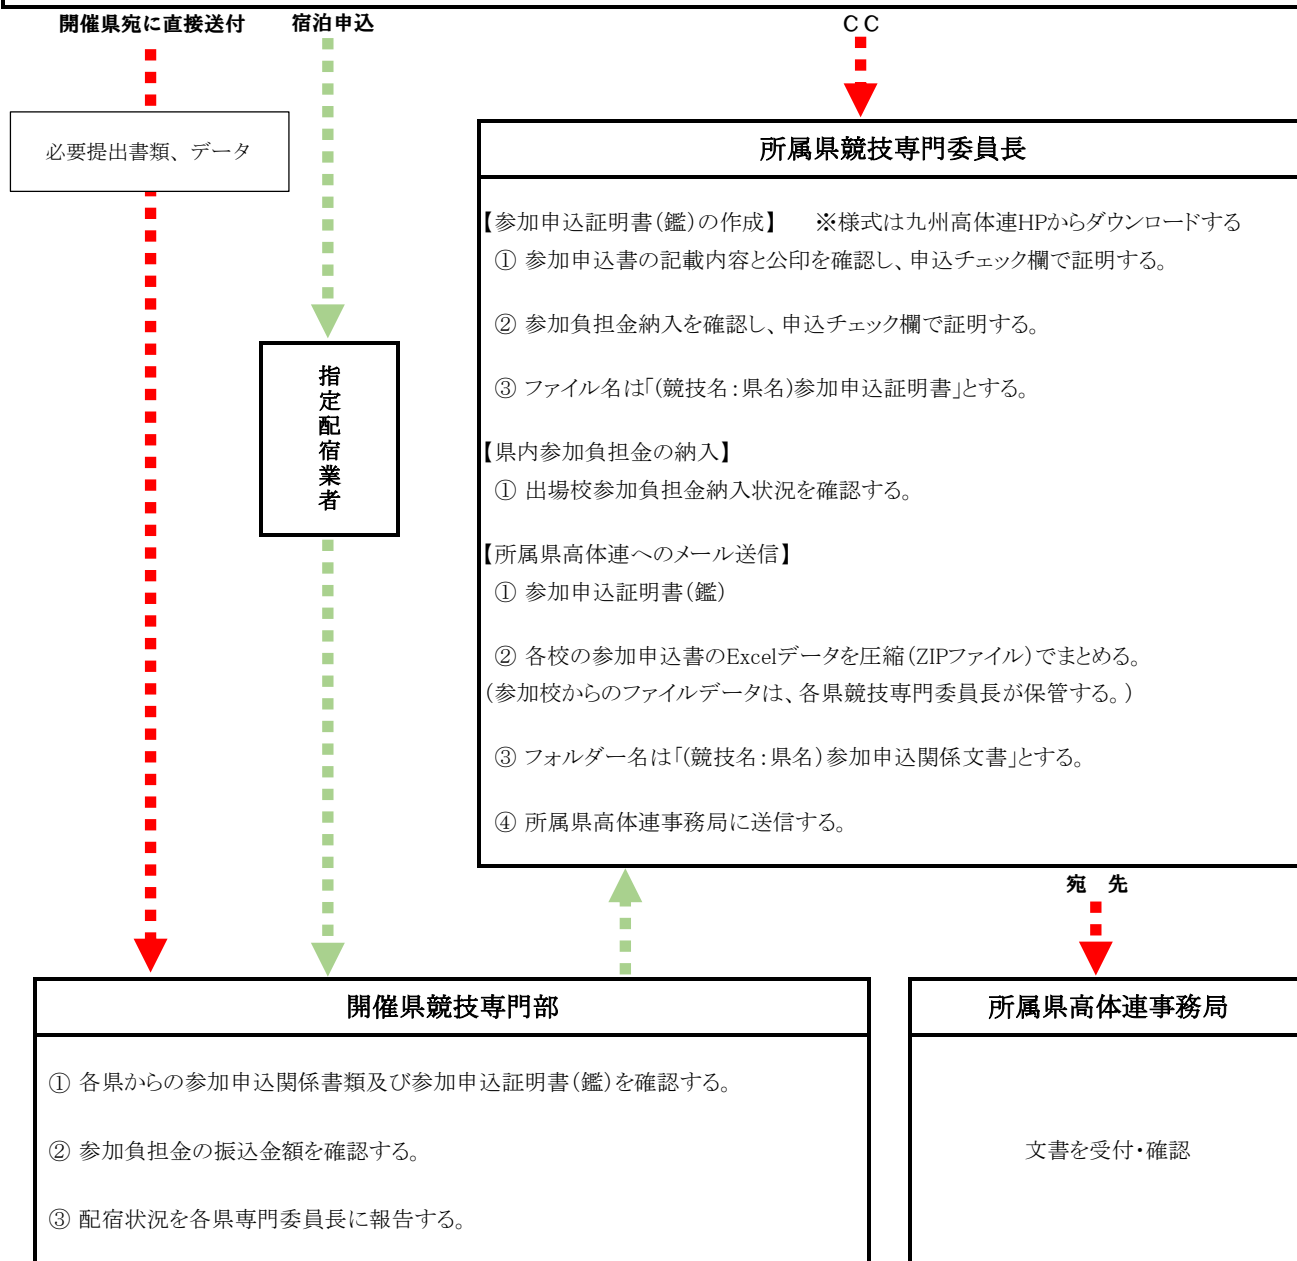 開催県宛に直接送付
宿泊申込
CC
必要提出書類、データ
所属県競技専門委員長
【参加申込証明書(鑑)の作成】 ※様式は九州高体連HPからダウンロードする
① 参加申込書の記載内容と公印を確認し、申込チェック欄で証明する。
② 参加負担金納入を確認し、申込チェック欄で証明する。
③ ファイル名は「(競技名:県名)参加申込証明書」とする。
【県内参加負担金の納入】
① 出場校参加負担金納入状況を確認する。
【所属県高体連へのメール送信】
① 参加申込証明書(鑑)
② 各校の参加申込書のExcelデータを圧縮(ZIPファイル)でまとめる。
(参加校からのファイルデータは、各県競技専門委員長が保管する。)
③ フォルダー名は「(競技名:県名)参加申込関係文書」とする。
④ 所属県高体連事務局に送信する。
指定配宿業者
宛 先
開催県競技専門部
① 各県からの参加申込関係書類及び参加申込証明書(鑑)を確認する。
② 参加負担金の振込金額を確認する。
③ 配宿状況を各県専門委員長に報告する。
所属県高体連事務局
文書を受付・確認